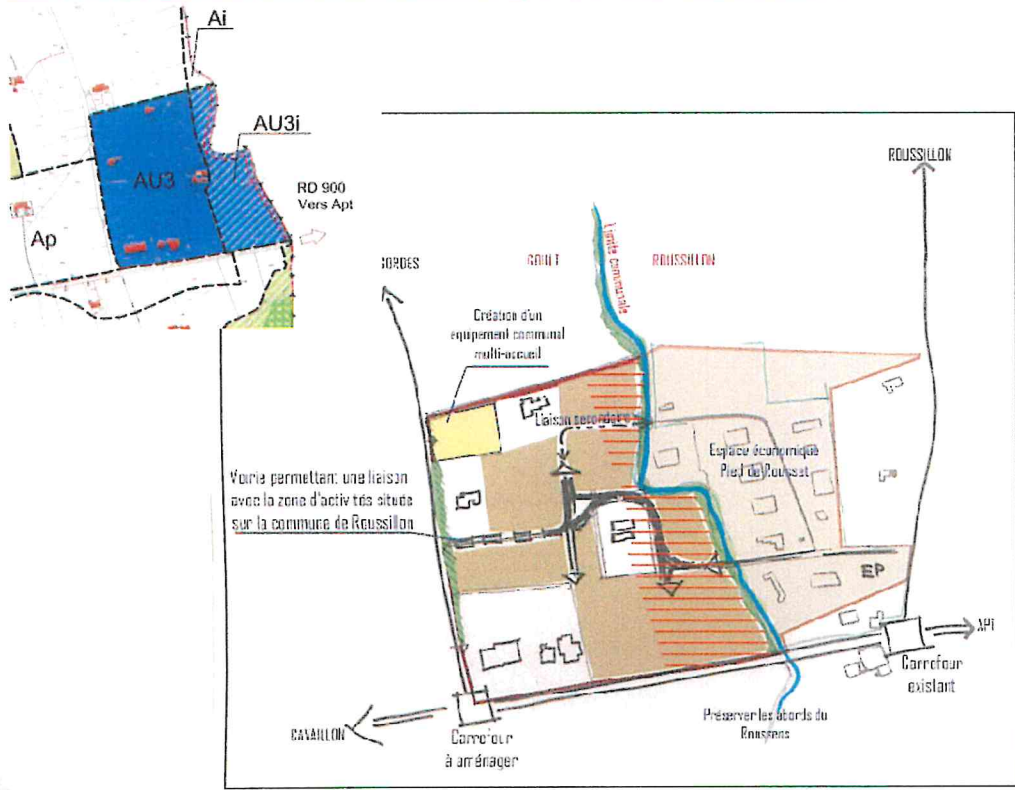 Ai
AU3i
AU3
RD 900
Vers Apt
Ap
ROUSSILLON
GORDES
GOULT
Limite communale
ROUSSILLON
Création d'un
équipement communal
multi-accueil
Liaison secondaire
Espace économique
Pied de Rousset
Voirie permettant une liaison
avec la zone d'activités située
sur la commune de Roussillon
EP
APT
Carrefour
existant
CAVAILLON
Carrefour
à aménager
Préserver les abords du